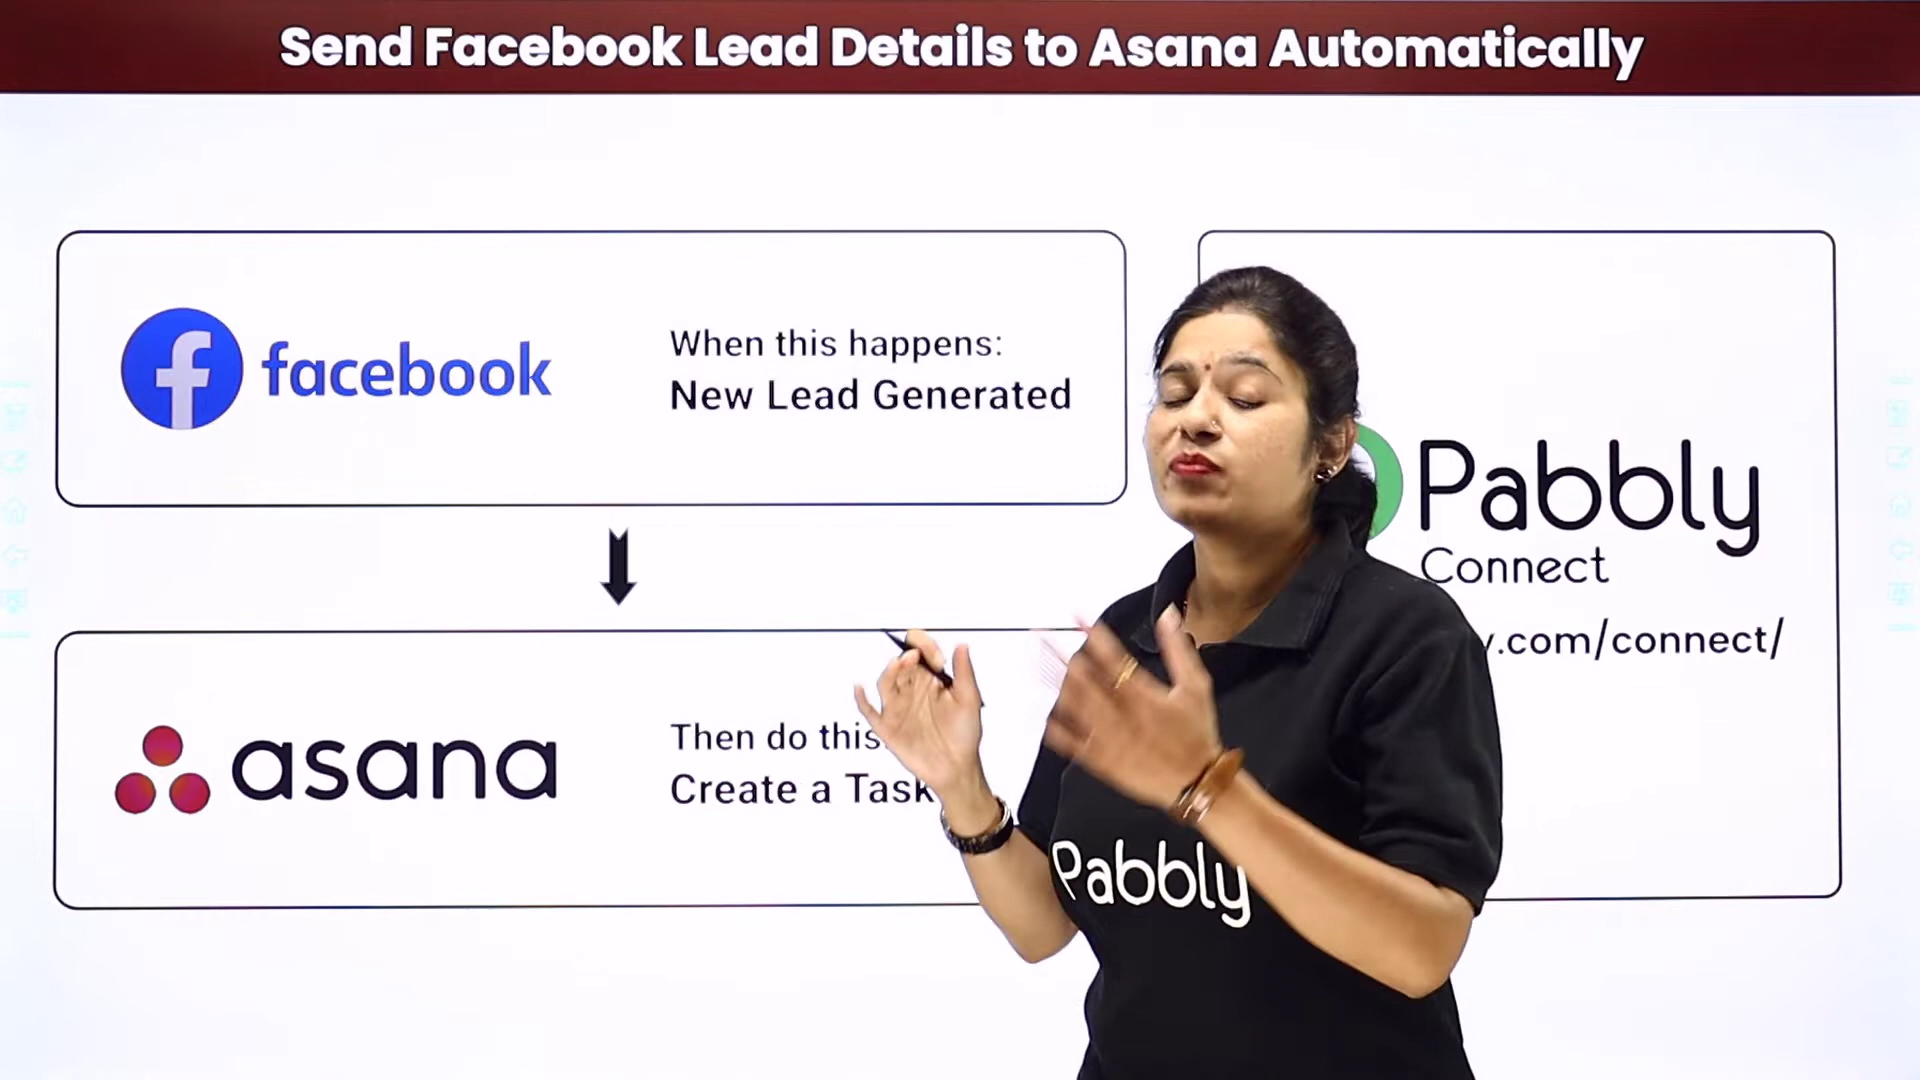 Send Facebook Lead Details to Asana Automatically
facebook
When this happens:
New Lead Generated
asana
Then do this
Create a Task
Pabbly
Connect
.com/connect/
Pabbly